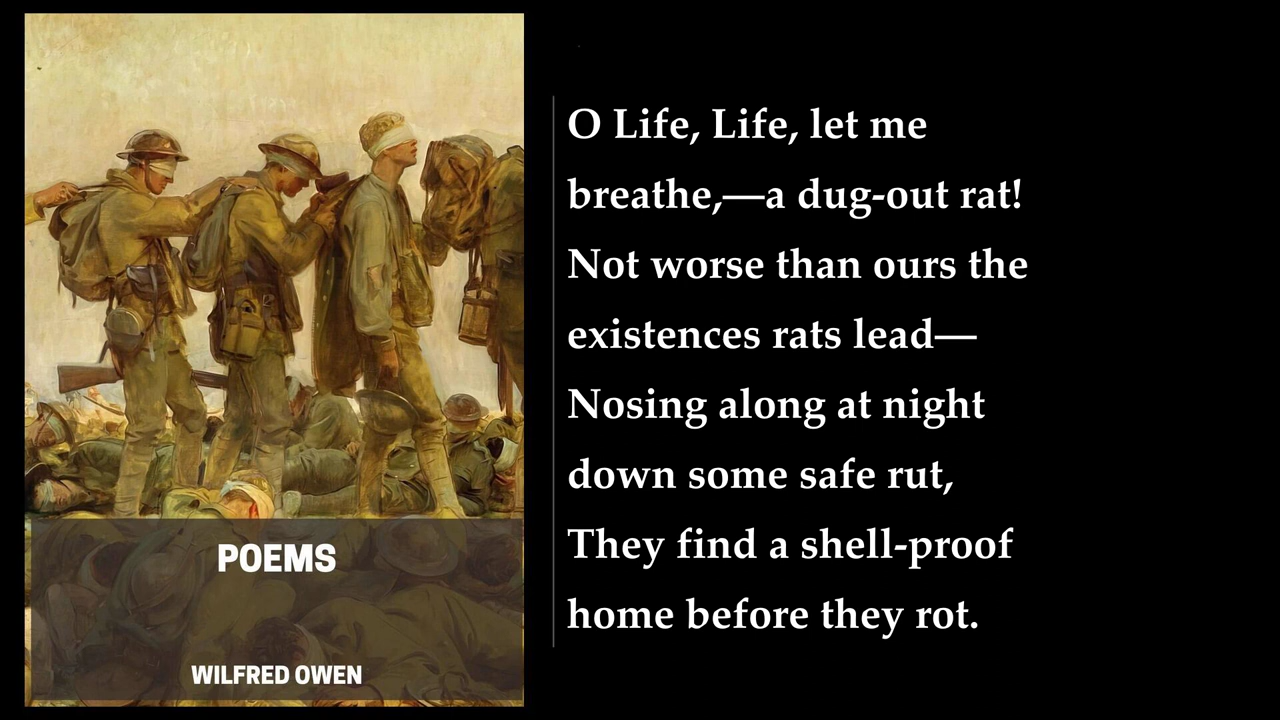 POEMS
WILFRED OWEN
O Life, Life, let me
breathe,—a dug-out rat!
Not worse than ours the
existences rats lead—
Nosing along at night
down some safe rut,
They find a shell-proof
home before they rot.